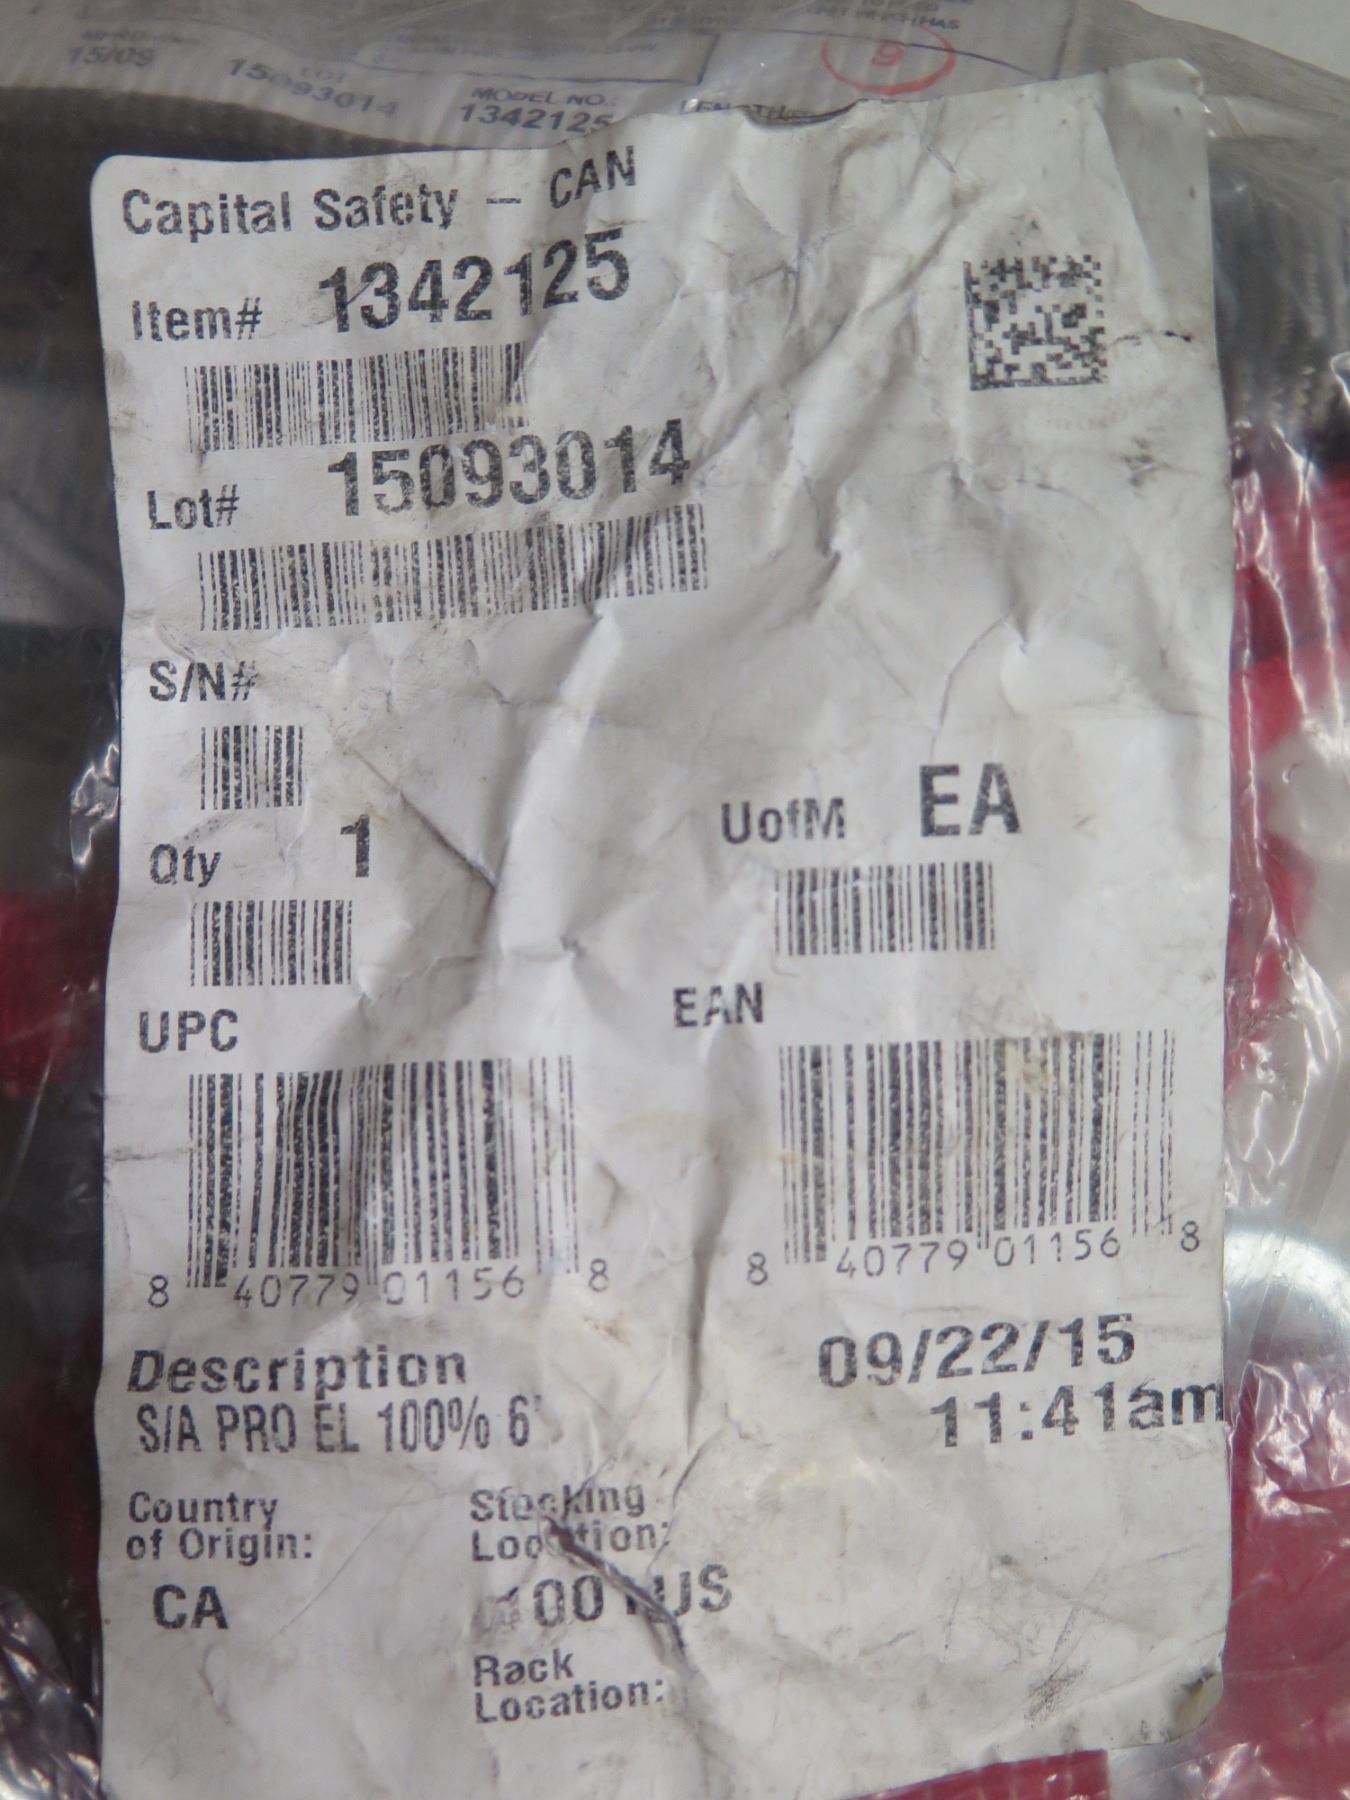 15/09
LOT
15093014
MODEL NO.:
1342125
9
Capital Safety - CAN
Item# 1342125
Lot# 15093014
S/N#
Qty 1
UofM EA
UPC
EAN
8 40779 01156 8
8 40779 01156 8
Description
S/A PRO EL 100% 6'
09/22/15
11:41am
Country
of Origin:
CA
Stocking
Location:
Rack
Location: